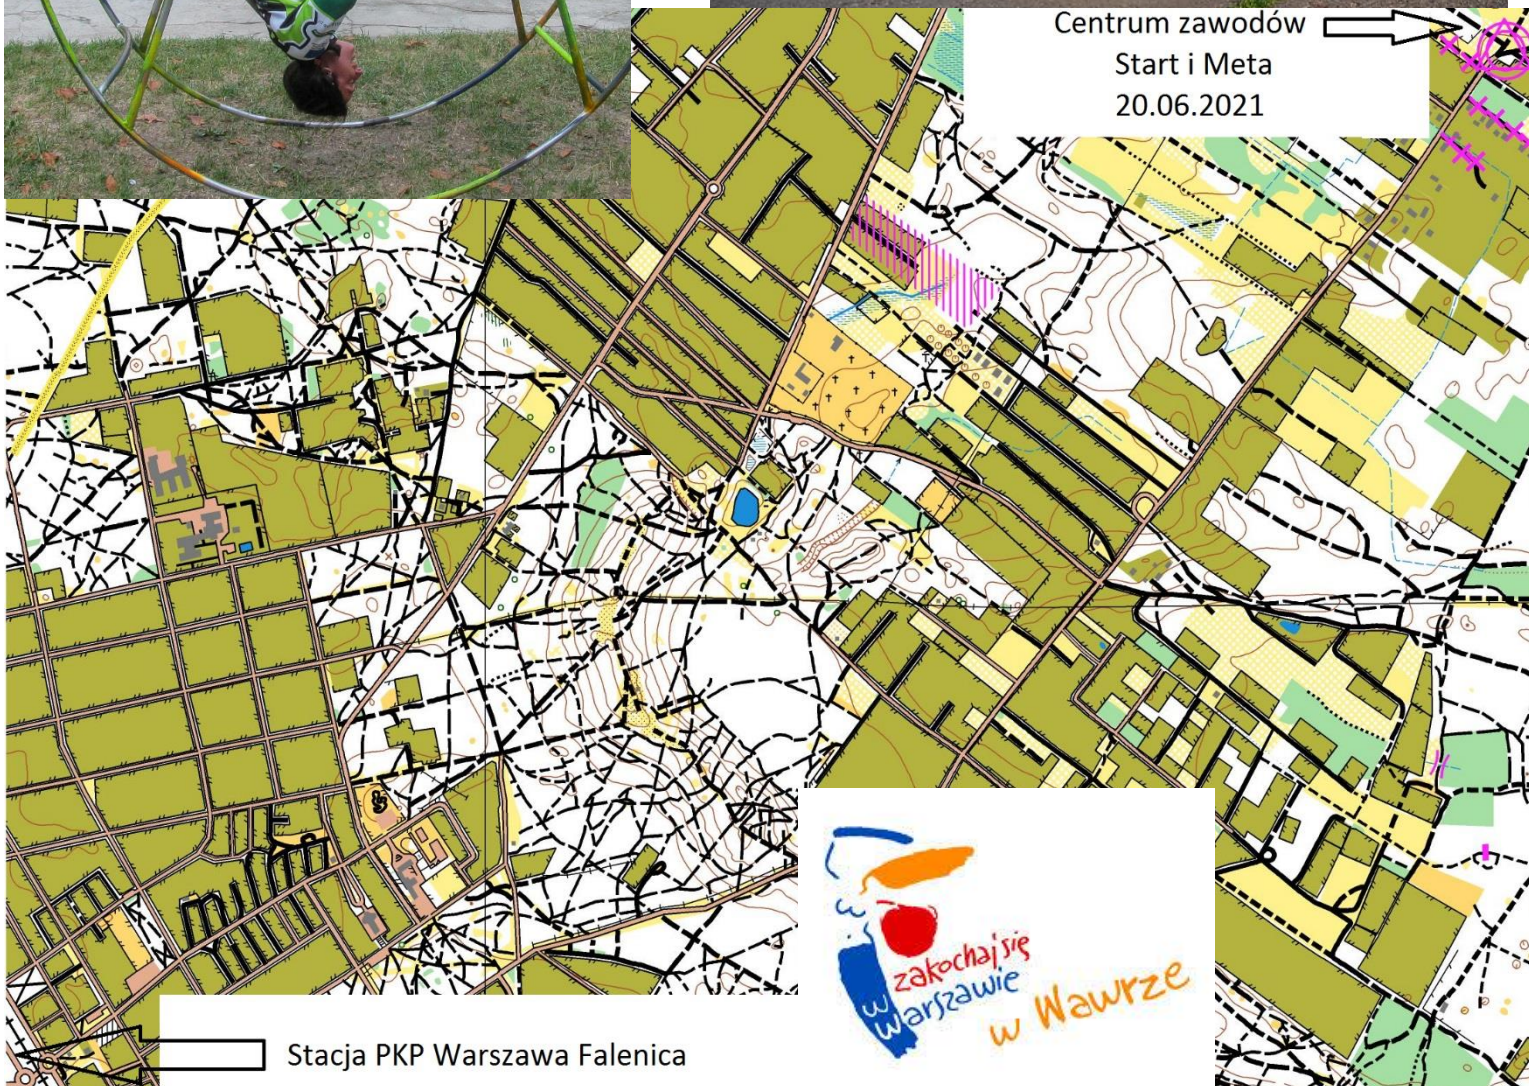 Centrum zawodów
Start i Meta
20.06.2021
zakochaj się
w Warszawie
w Wawrze
Stacja PKP Warszawa Falenica